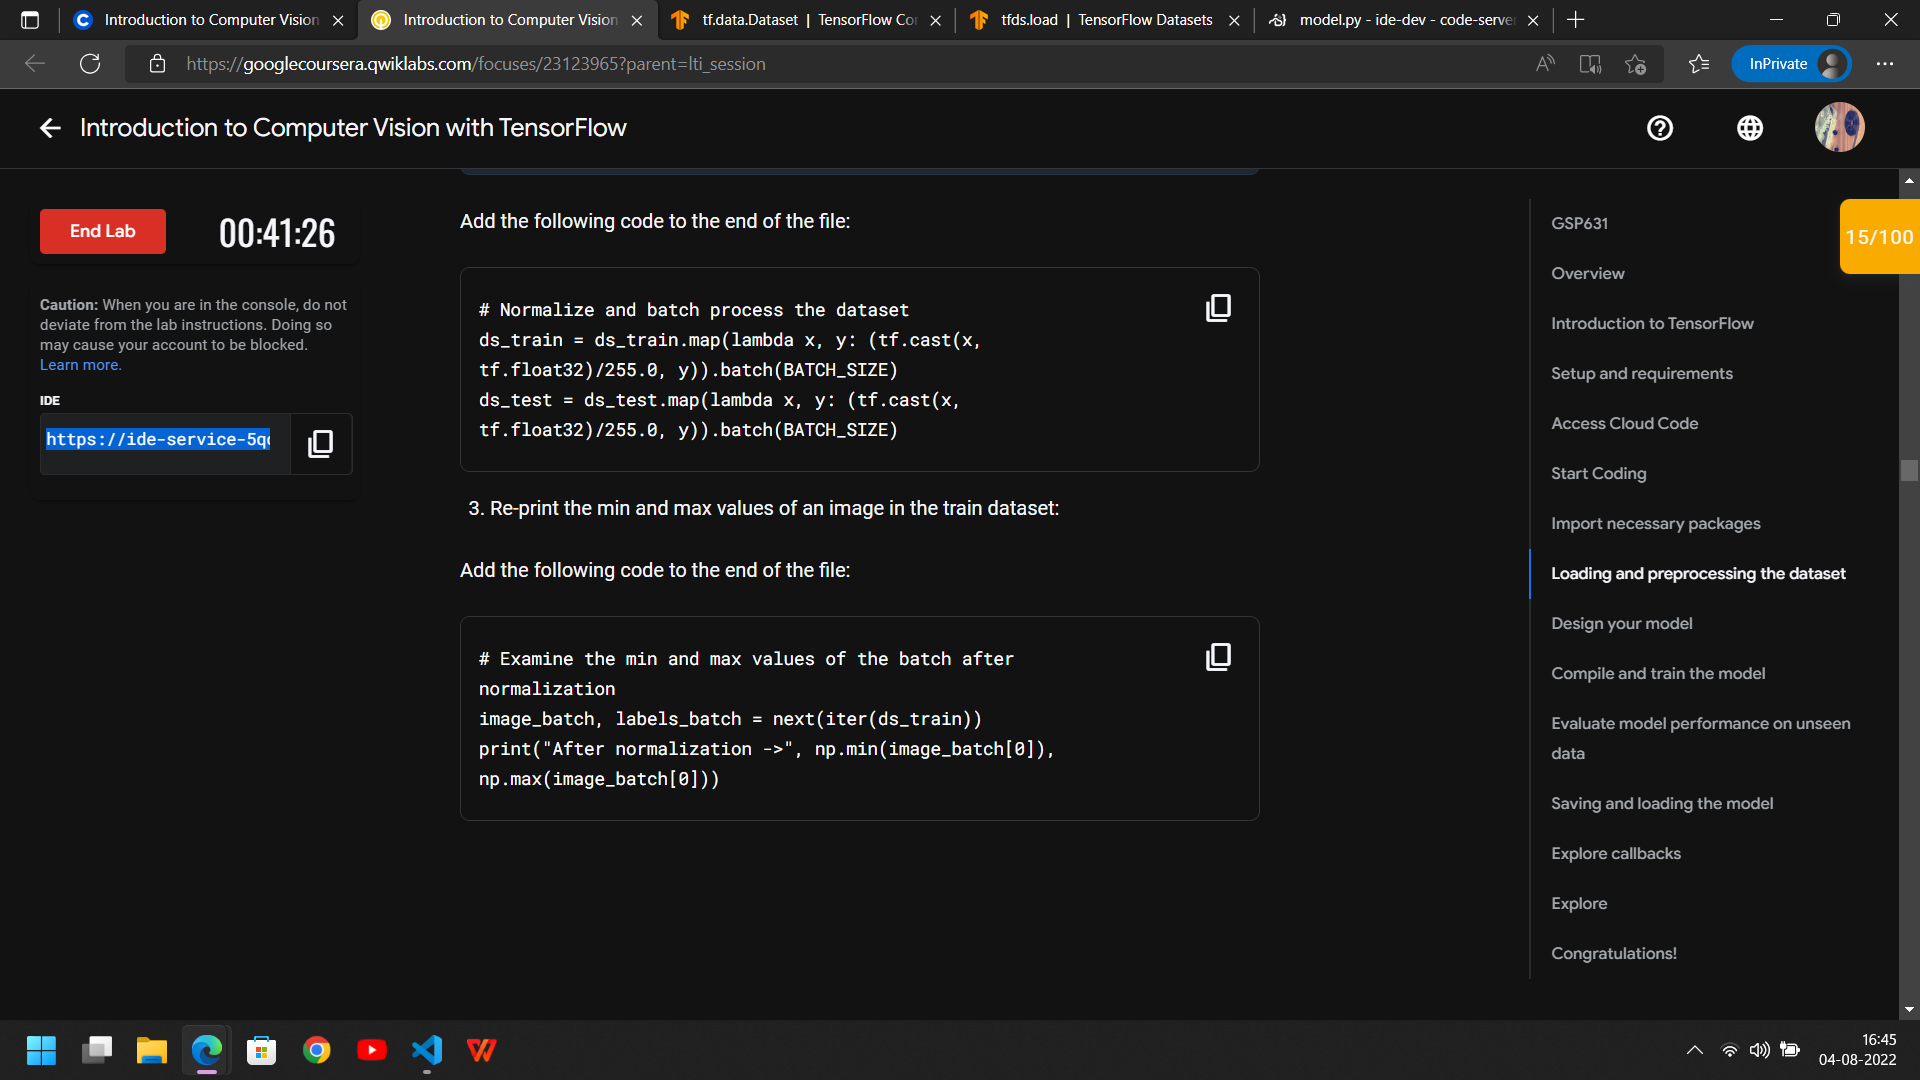 Introduction to Computer Vision
Introduction to Computer Vision
tf.data.Dataset | TensorFlow Co
tfds.load | TensorFlow Datasets
model.py - ide-dev - code-server
https://googlecoursera.qwiklabs.com/focuses/23123965?parent=lti_session
InPrivate
Introduction to Computer Vision with TensorFlow
End Lab
00:41:26
Caution: When you are in the console, do not
deviate from the lab instructions. Doing so
may cause your account to be blocked.
Learn more.
IDE
https://ide-service-5q
Add the following code to the end of the file:
# Normalize and batch process the dataset
ds_train = ds_train.map(lambda x, y: (tf.cast(x,
tf.float32)/255.0, y)).batch(BATCH_SIZE)
ds_test = ds_test.map(lambda x, y: (tf.cast(x,
tf.float32)/255.0, y)).batch(BATCH_SIZE)
3. Re-print the min and max values of an image in the train dataset:
Add the following code to the end of the file:
# Examine the min and max values of the batch after
normalization
image_batch, labels_batch = next(iter(ds_train))
print("After normalization ->", np.min(image_batch[0]),
np.max(image_batch[0]))
GSP631
15/100
Overview
Introduction to TensorFlow
Setup and requirements
Access Cloud Code
Start Coding
Import necessary packages
Loading and preprocessing the dataset
Design your model
Compile and train the model
Evaluate model performance on unseen
data
Saving and loading the model
Explore callbacks
Explore
Congratulations!
16:45
04-08-2022